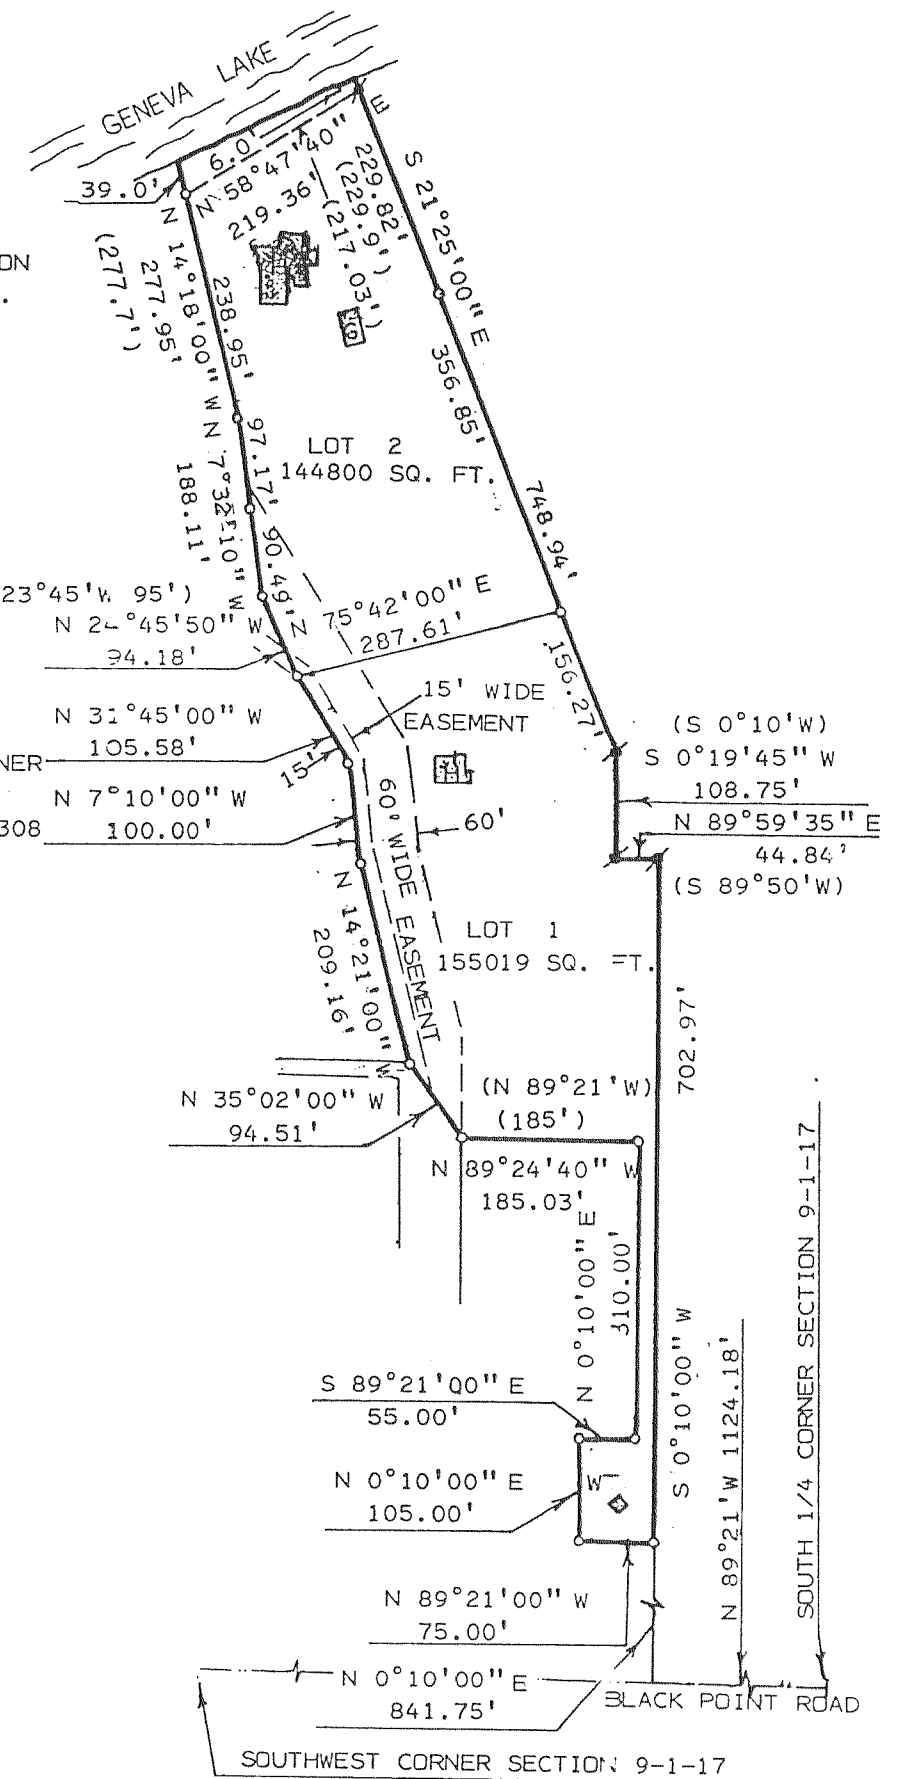 GENEVA LAKE
6.0'
39.0'
N 58°47'40" E
219.36'
(217.03')
229.82'
(229.9')
S 21°25'00" E
ON
N 14°18'00" W
277.95'
(277.7')
238.95'
356.85'
748.94'
LOT 2
144800 SQ. FT.
97.17'
N 7°32'10" W
188.11'
90.49'
23°45'W 95')
N 24°45'50" W
94.18'
N 75°42'00" E
287.61'
156.27'
15' WIDE
EASEMENT
N 31°45'00" W
105.58'
15'
NER
(S 0°10'W)
S 0°19'45" W
108.75'
N 7°10'00" W
100.00'
308
60'
60' WIDE EASEMENT
N 89°59'35" E
44.84'
(S 89°50'W)
N 14°21'00" W
209.16'
LOT 1
155019 SQ. FT.
702.97'
N 35°02'00" W
94.51'
(N 89°21'W)
(185')
N 89°24'40" W
185.03'
N 0°10'00" E
310.00'
S 0°10'00" W
N 89°21'W 1124.18'
SOUTH 1/4 CORNER SECTION 9-1-17
S 89°21'00" E
55.00'
N 0°10'00" E
105.00'
W
N 89°21'00" W
75.00'
N 0°10'00" E
841.75'
BLACK POINT ROAD
SOUTHWEST CORNER SECTION 9-1-17